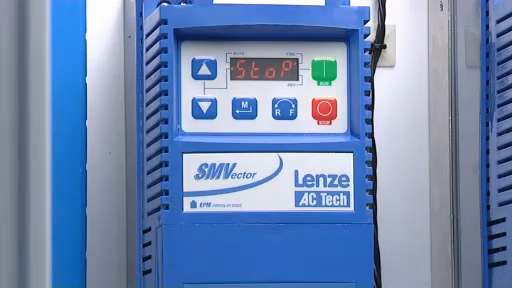 AUTO FWD
StoP
REV
RUN
M
R F
STOP
SMVector
Lenze
AC Tech
EPM